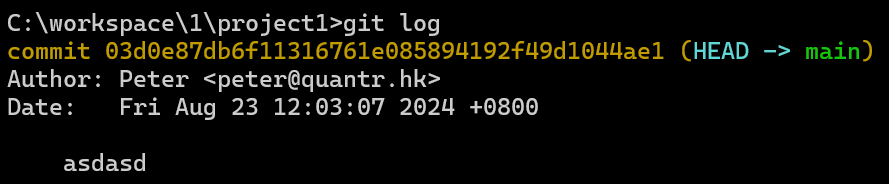 C:\workspace\1\project1>git log
commit 03d0e87db6f11316761e085894192f49d1044ae1 (HEAD -> main)
Author: Peter <peter@quantr.hk>
Date:   Fri Aug 23 12:03:07 2024 +0800
    asdasd